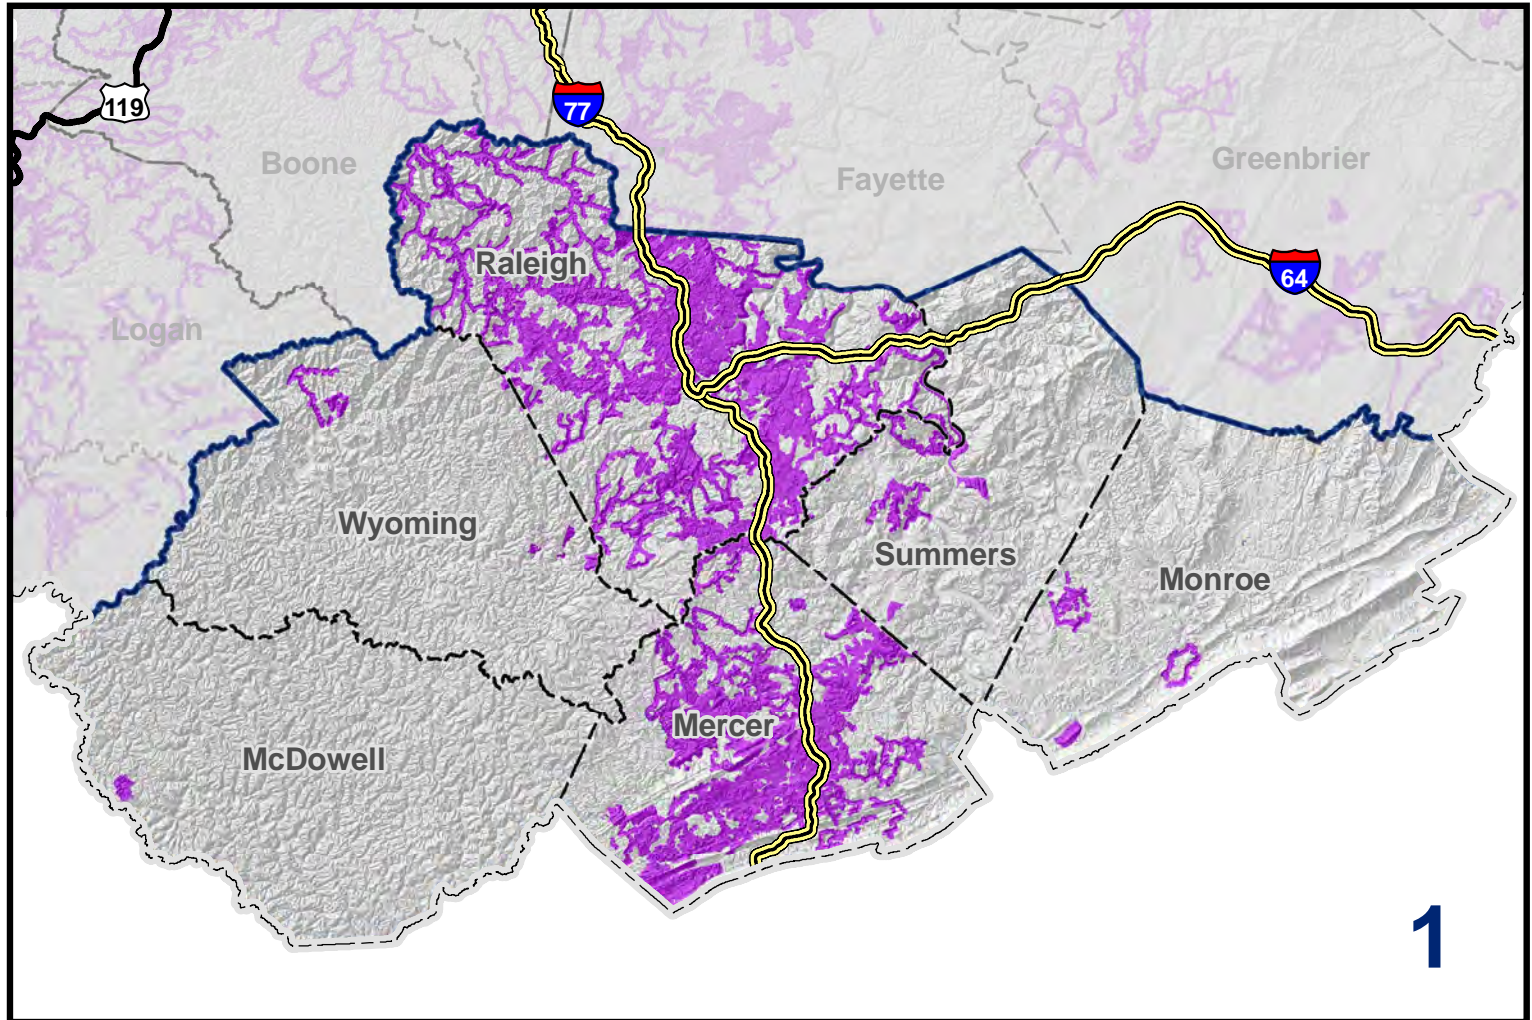 119
77
Boone
Greenbrier
Fayette
Raleigh
64
Logan
Wyoming
Summers
Monroe
Mercer
McDowell
1